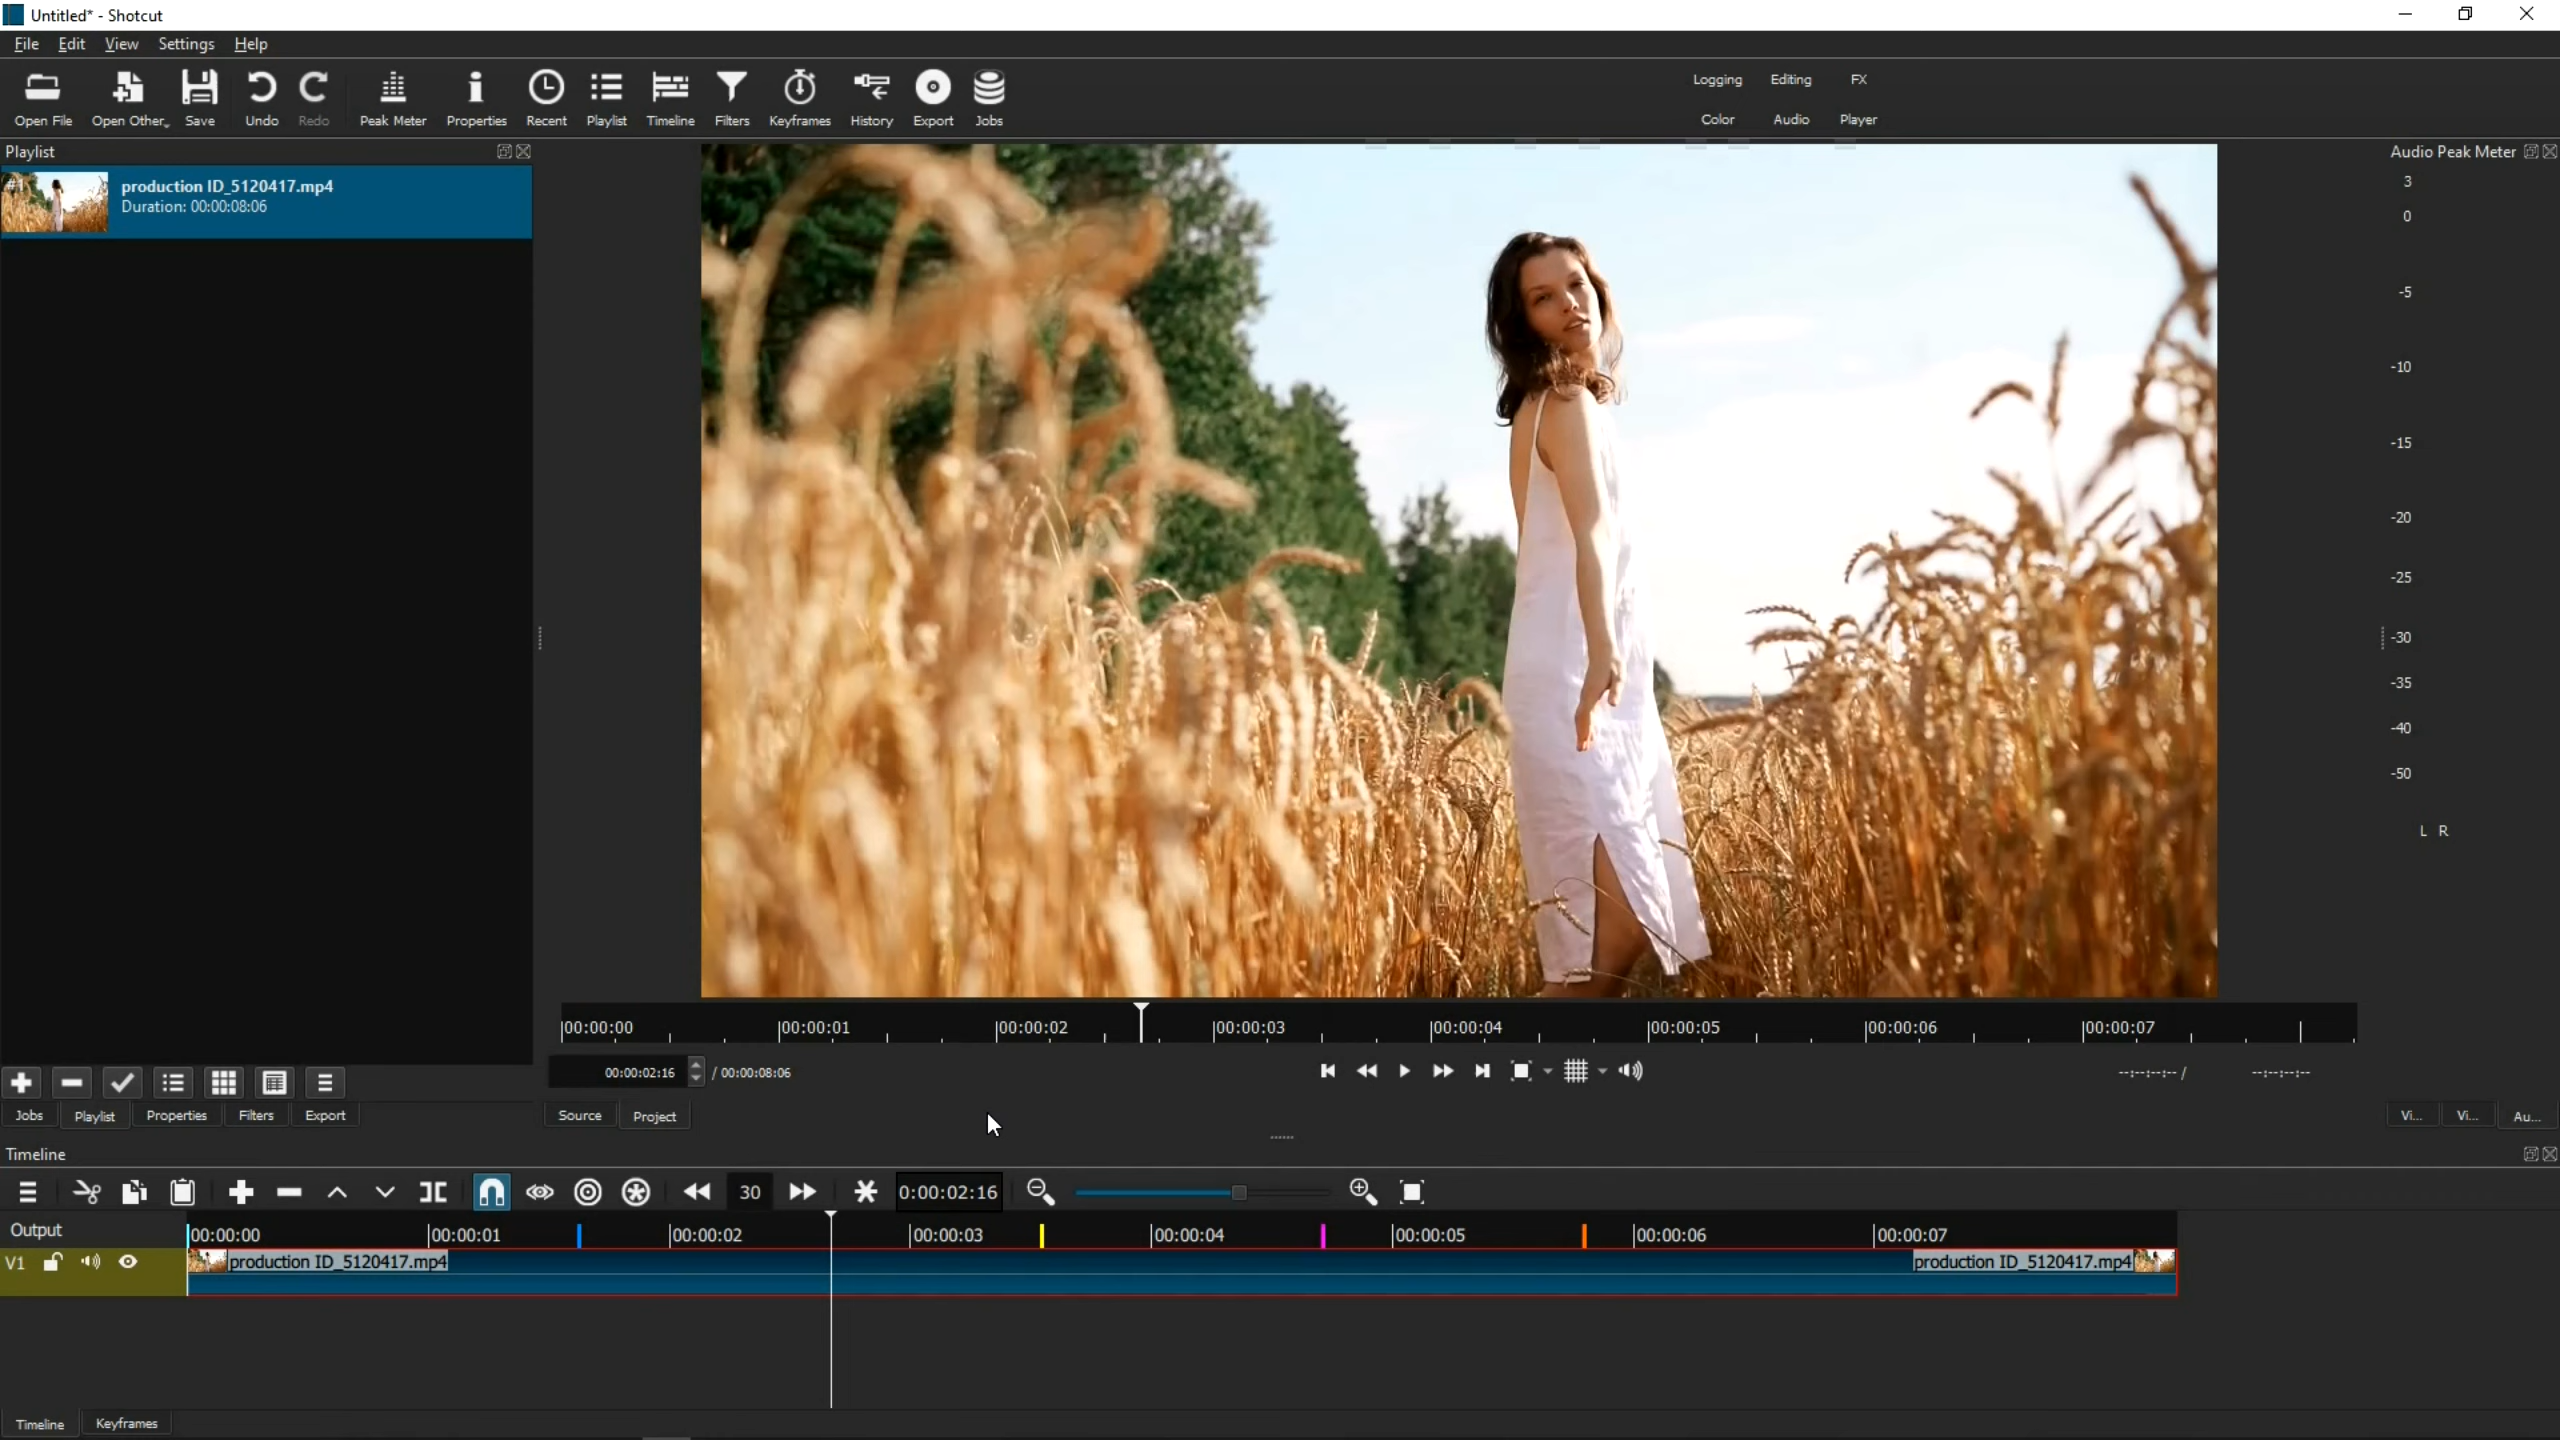 Untitled* - Shotcut
File Edit View Settings Help
Open File Open Other Save Undo Redo Peak Meter Properties Recent Playlist Timeline Filters Keyframes History Export Jobs
Logging Editing FX
Color Audio Player
Playlist
#1
production ID_5120417.mp4
Duration: 00:00:08:06
Audio Peak Meter
3
0
-5
-10
-15
-20
-25
-30
-35
-40
-50
L R
00:00:00 00:00:01 00:00:02 00:00:03 00:00:04 00:00:05 00:00:06 00:00:07
00:00:02:16 / 00:00:08:06 --:--:--:-- / --:--:--:--
Jobs Playlist Properties Filters Export Source Project Vi... Vi... Au...
Timeline
30 0:00:02:16
Output 00:00:00 00:00:01 00:00:02 00:00:03 00:00:04 00:00:05 00:00:06 00:00:07
V1 production ID_5120417.mp4 production ID_5120417.mp4
Timeline Keyframes